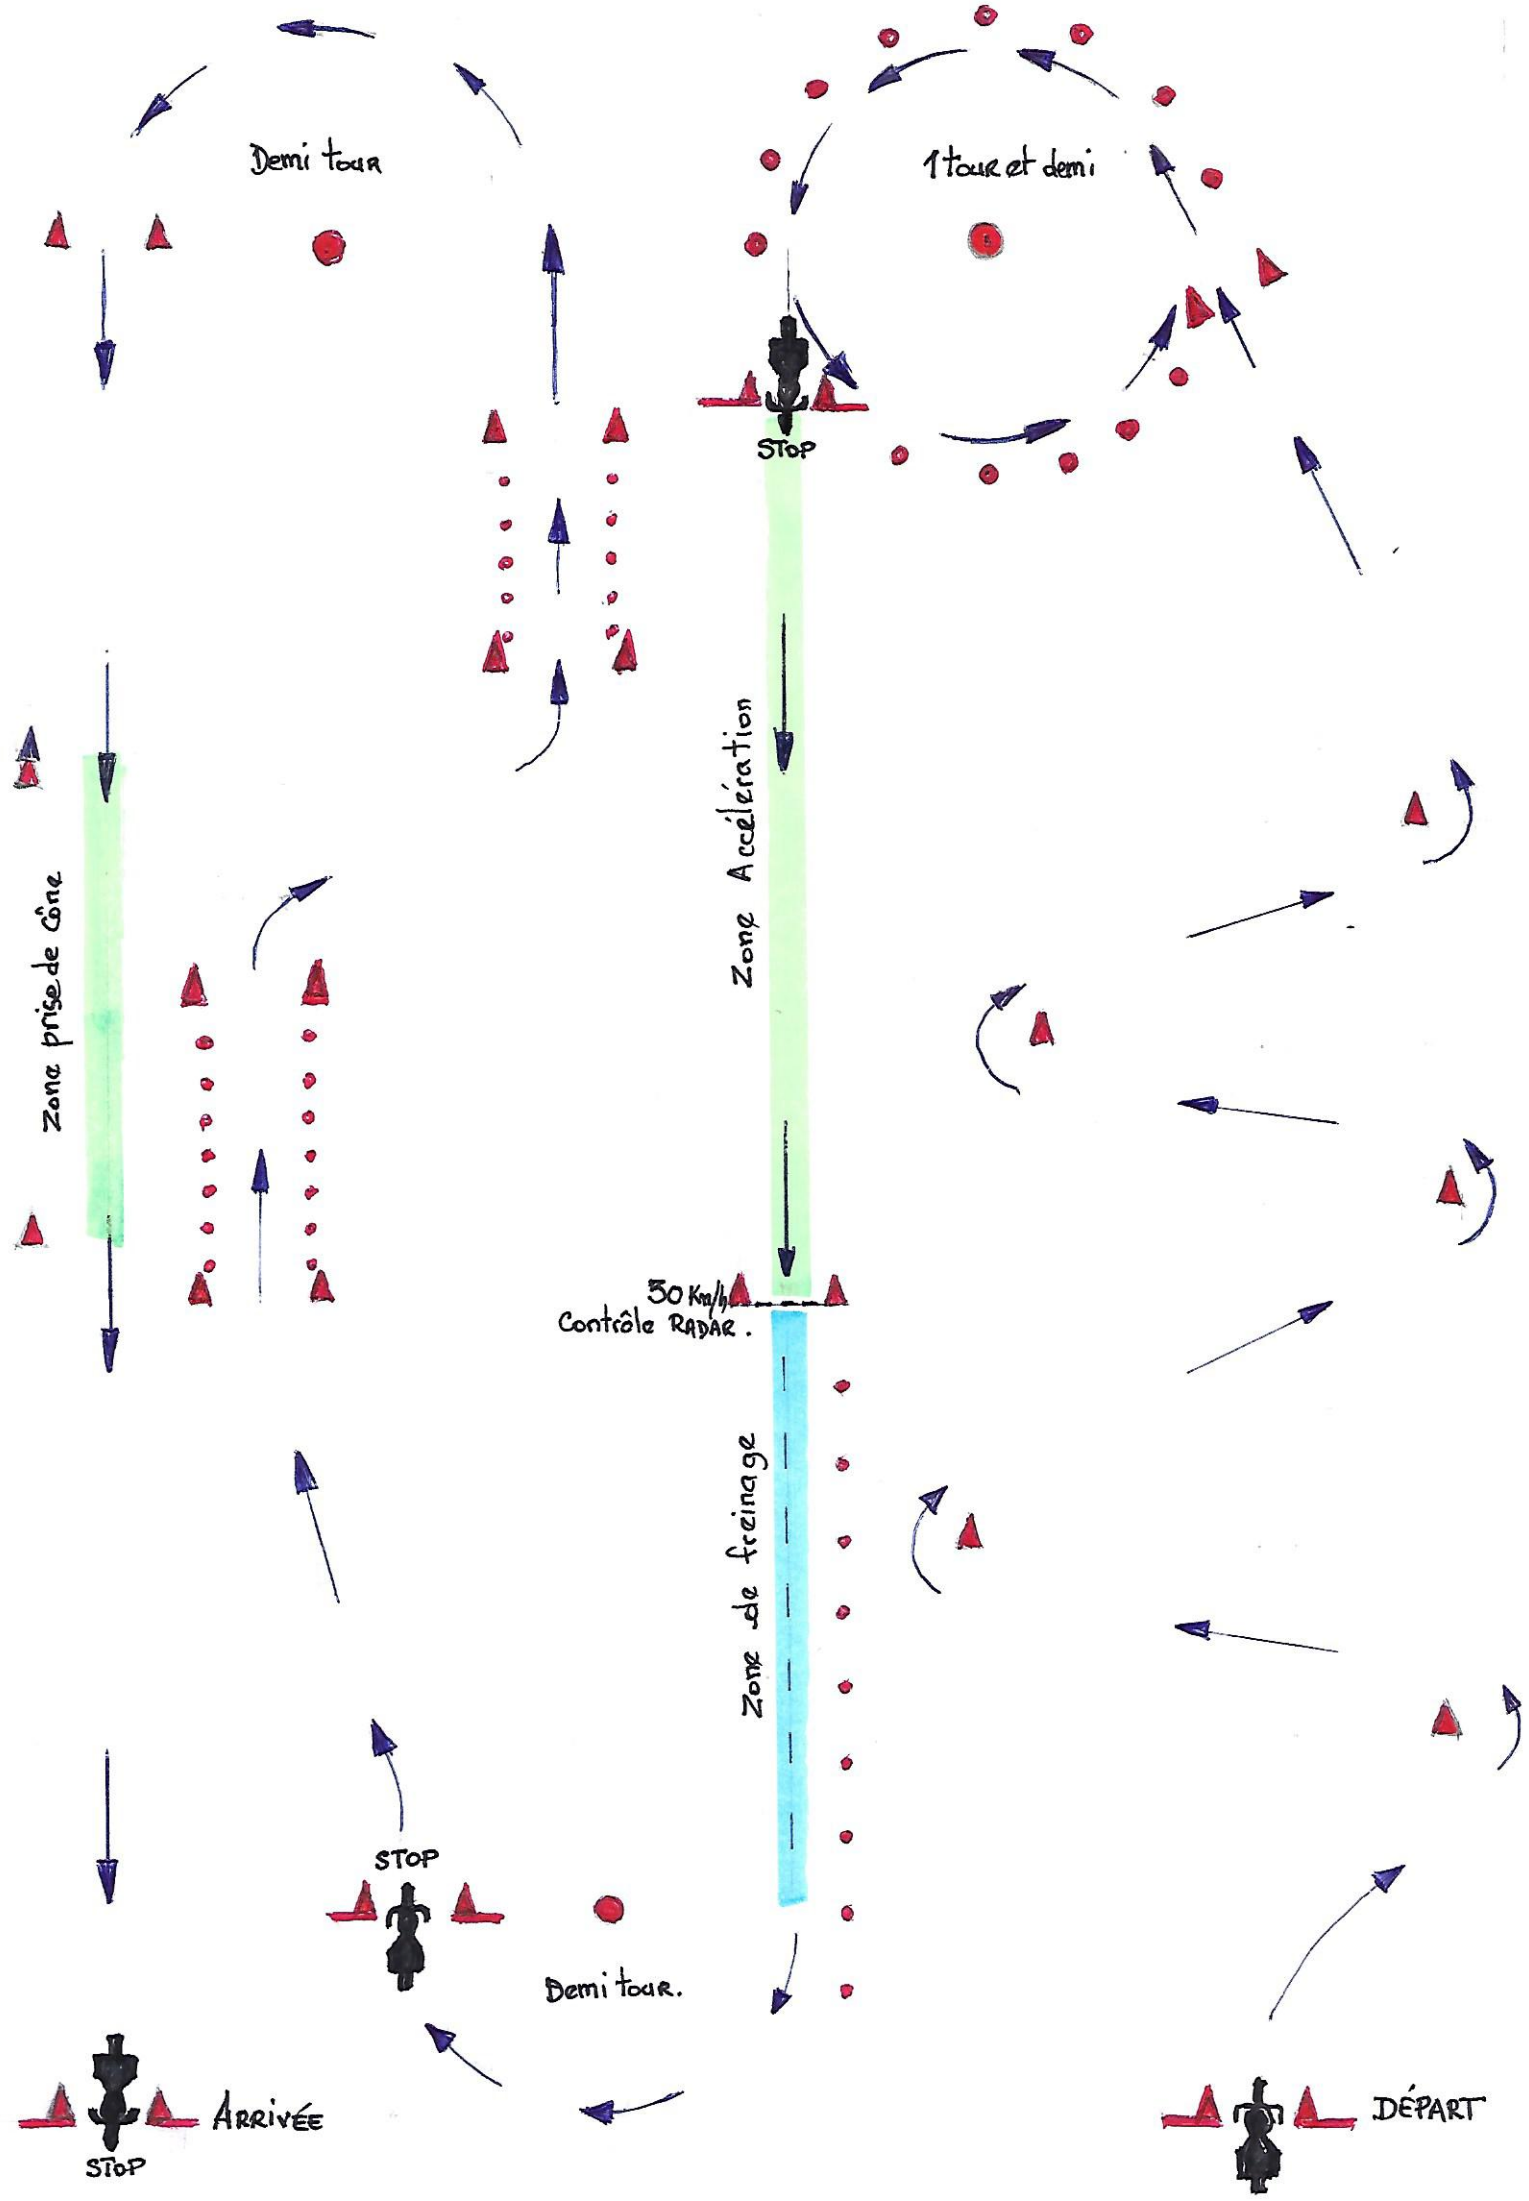 Demi tour
1 tour et demi
STOP
Zone Accélération
Zone prise de Cône
50 Km/h
Contrôle RADAR.
Zone de freinage
STOP
Demi tour.
ARRIVÉE
STOP
DÉPART